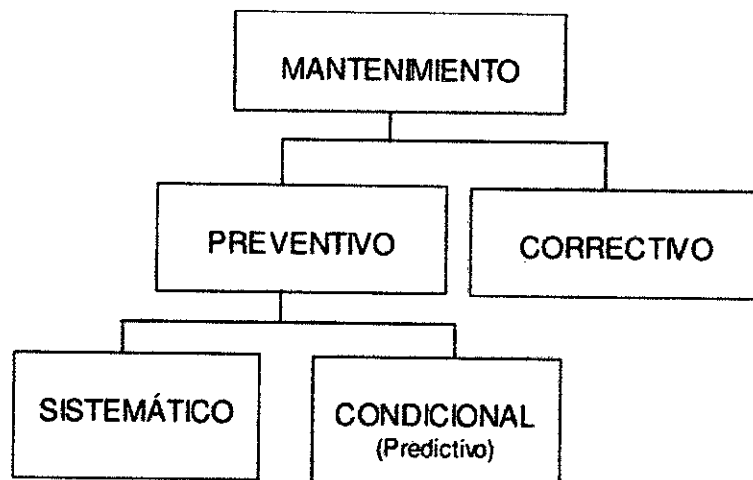 MANTENIMIENTO
PREVENTIVO
CORRECTIVO
SISTEMÁTICO
CONDICIONAL
(Predictivo)